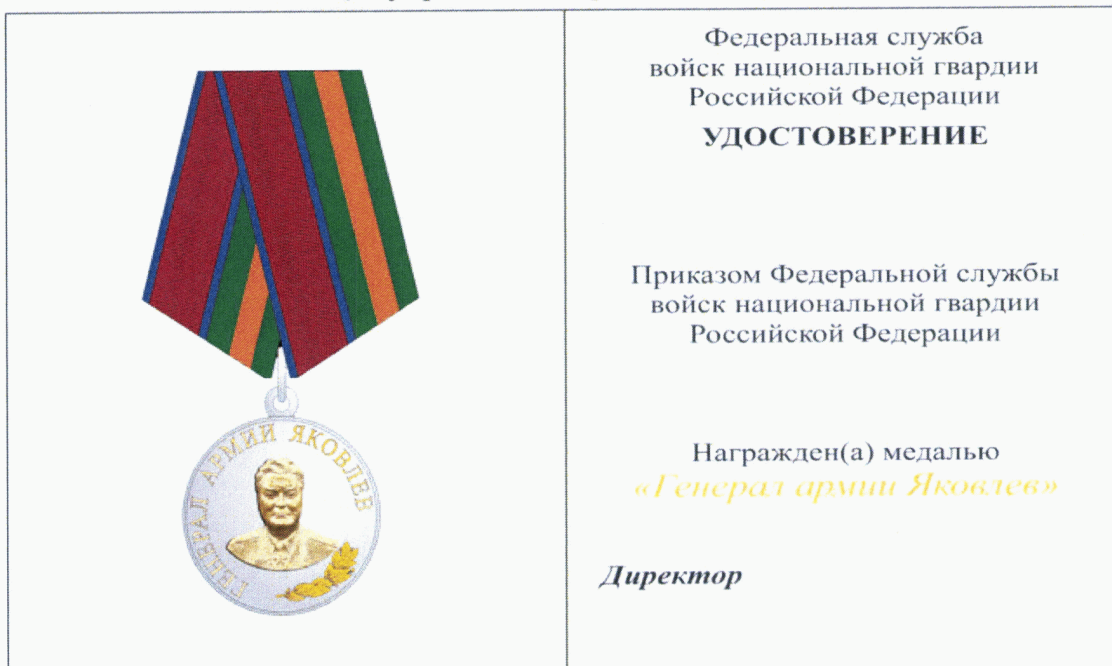 ГЕНЕРАЛ АРМИИ ЯКОВЛЕВ
Федеральная служба
войск национальной гвардии
Российской Федерации
УДОСТОВЕРЕНИЕ
Приказом Федеральной службы
войск национальной гвардии
Российской Федерации
Награжден(а) медалью
«Генерал армии Яковлев»
Директор